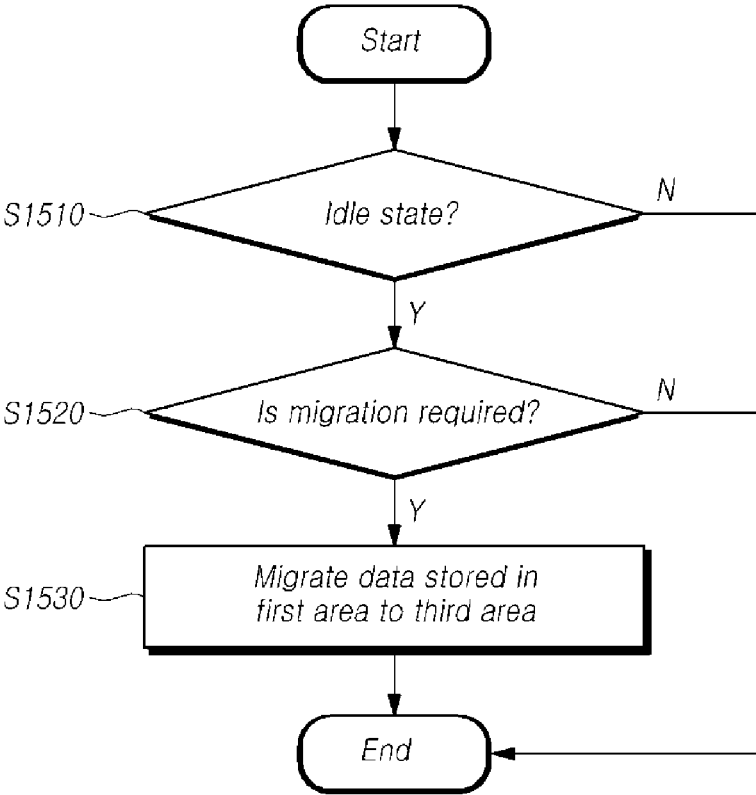 Start
S1510
Idle state?
N
Y
S1520
Is migration required?
N
Y
S1530
Migrate data stored in
first area to third area
End